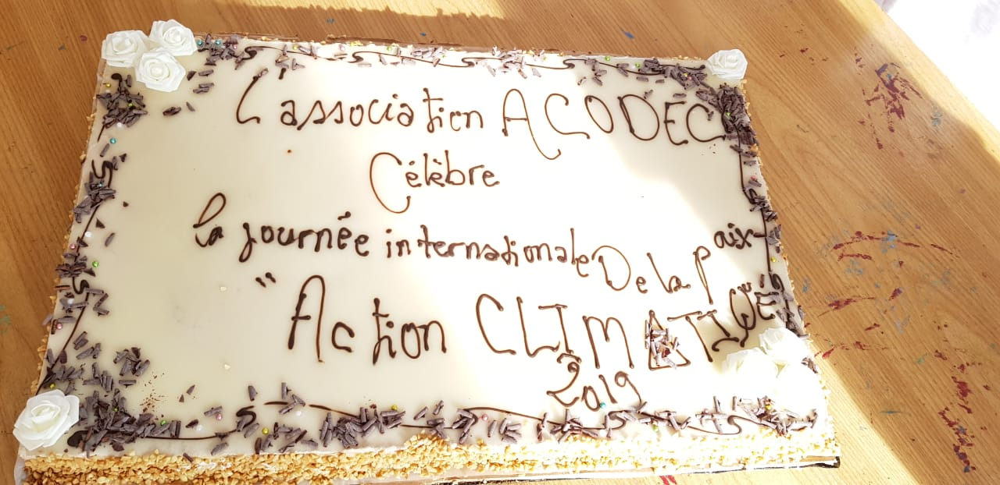 L'association ACODEC
Célèbre
la journée internationale De la Paix
"Action CLIMATIQUE"
2019